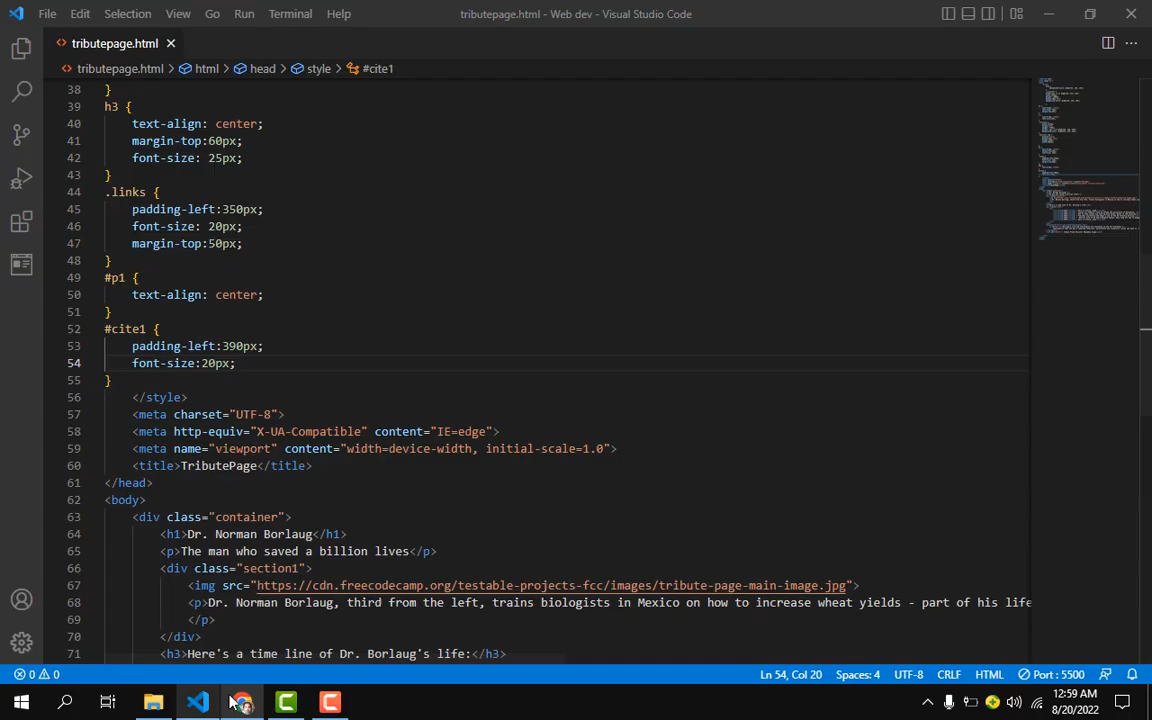 File Edit Selection View Go Run Terminal Help tributepage.html - Web dev - Visual Studio Code
tributepage.html
tributepage.html > html > head > style > #cite1
38 }
39 h3 {
40 text-align: center;
41 margin-top:60px;
42 font-size: 25px;
43 }
44 .links {
45 padding-left:350px;
46 font-size: 20px;
47 margin-top:50px;
48 }
49 #p1 {
50 text-align: center;
51 }
52 #cite1 {
53 padding-left:390px;
54 font-size:20px;
55 }
56 </style>
57 <meta charset="UTF-8">
58 <meta http-equiv="X-UA-Compatible" content="IE=edge">
59 <meta name="viewport" content="width=device-width, initial-scale=1.0">
60 <title>TributePage</title>
61 </head>
62 <body>
63 <div class="container">
64 <h1>Dr. Norman Borlaug</h1>
65 <p>The man who saved a billion lives</p>
66 <div class="section1">
67 <img src="https://cdn.freecodecamp.org/testable-projects-fcc/images/tribute-page-main-image.jpg">
68 <p>Dr. Norman Borlaug, third from the left, trains biologists in Mexico on how to increase wheat yields - part of his life
69 </p>
70 </div>
71 <h3>Here's a time line of Dr. Borlaug's life:</h3>
0 0 Ln 54, Col 20 Spaces: 4 UTF-8 CRLF HTML Port : 5500
12:59 AM
8/20/2022